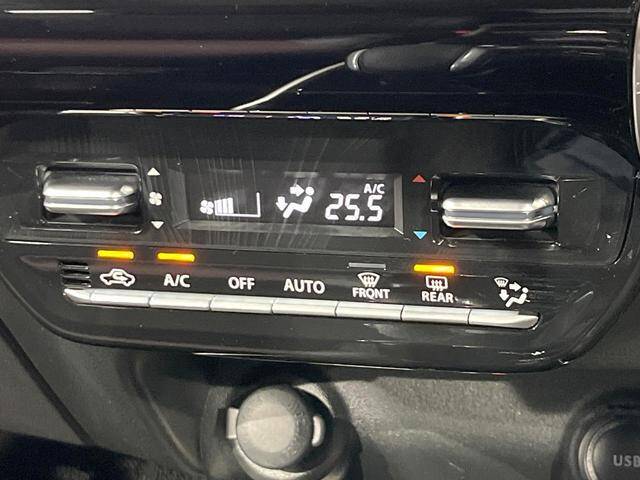 A/C
25.5
A/C OFF AUTO FRONT REAR
USB